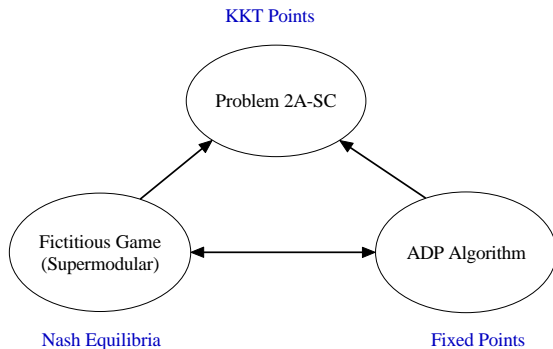 KKT Points
Problem 2A-SC
Fictitious Game
(Supermodular)
ADP Algorithm
Nash Equilibria
Fixed Points